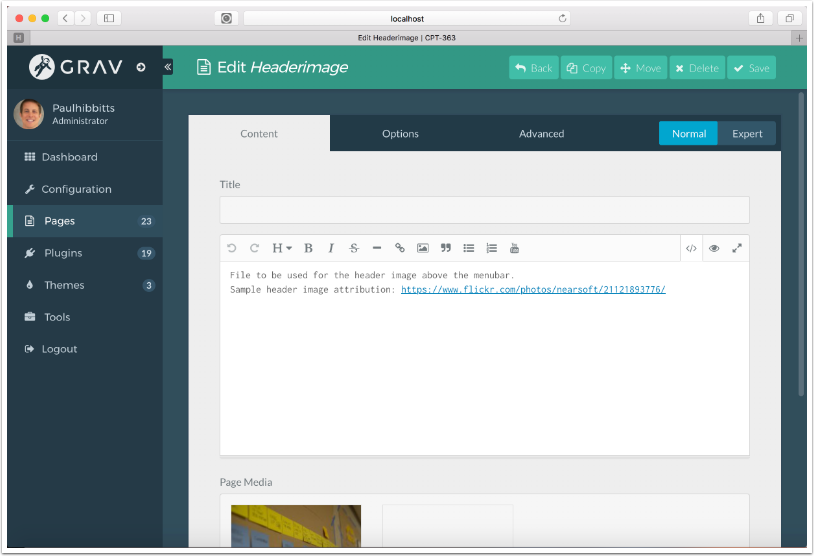 localhost
Edit Headerimage | CPT-363
GRAV
Edit Headerimage
Back
Copy
Move
Delete
Save
Paulhibbitts
Administrator
Dashboard
Configuration
Pages 23
Plugins 19
Themes 3
Tools
Logout
Content
Options
Advanced
Normal
Expert
Title
H B I S
File to be used for the header image above the menubar.
Sample header image attribution: https://www.flickr.com/photos/nearsoft/21121893776/
Page Media